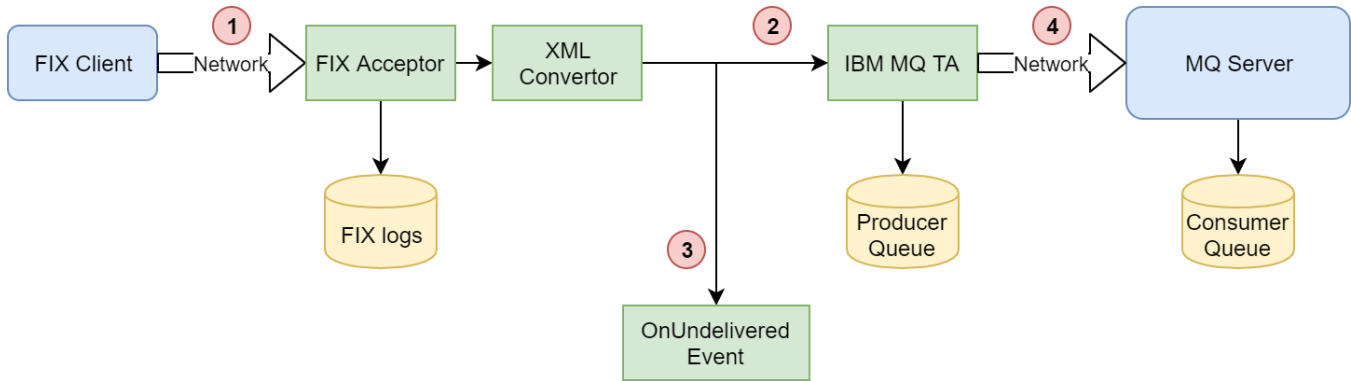 1
2
4
FIX Client
Network
FIX Acceptor
XML
Convertor
IBM MQ TA
Network
MQ Server
FIX logs
3
Producer
Queue
Consumer
Queue
OnUndelivered
Event